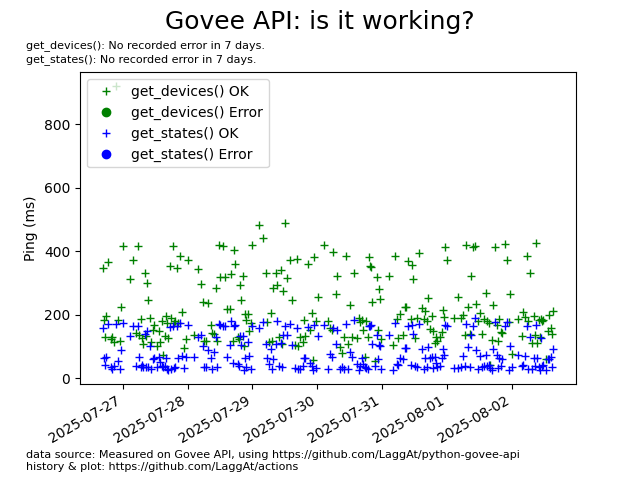 Govee API: is it working?
get_devices(): No recorded error in 7 days.
get_states(): No recorded error in 7 days.
get_devices() OK
get_devices() Error
get_states() OK
get_states() Error
Ping (ms)
800
600
400
200
0
2025-07-27
2025-07-28
2025-07-29
2025-07-30
2025-07-31
2025-08-01
2025-08-02
data source: Measured on Govee API, using https://github.com/LaggAt/python-govee-api
history & plot: https://github.com/LaggAt/actions